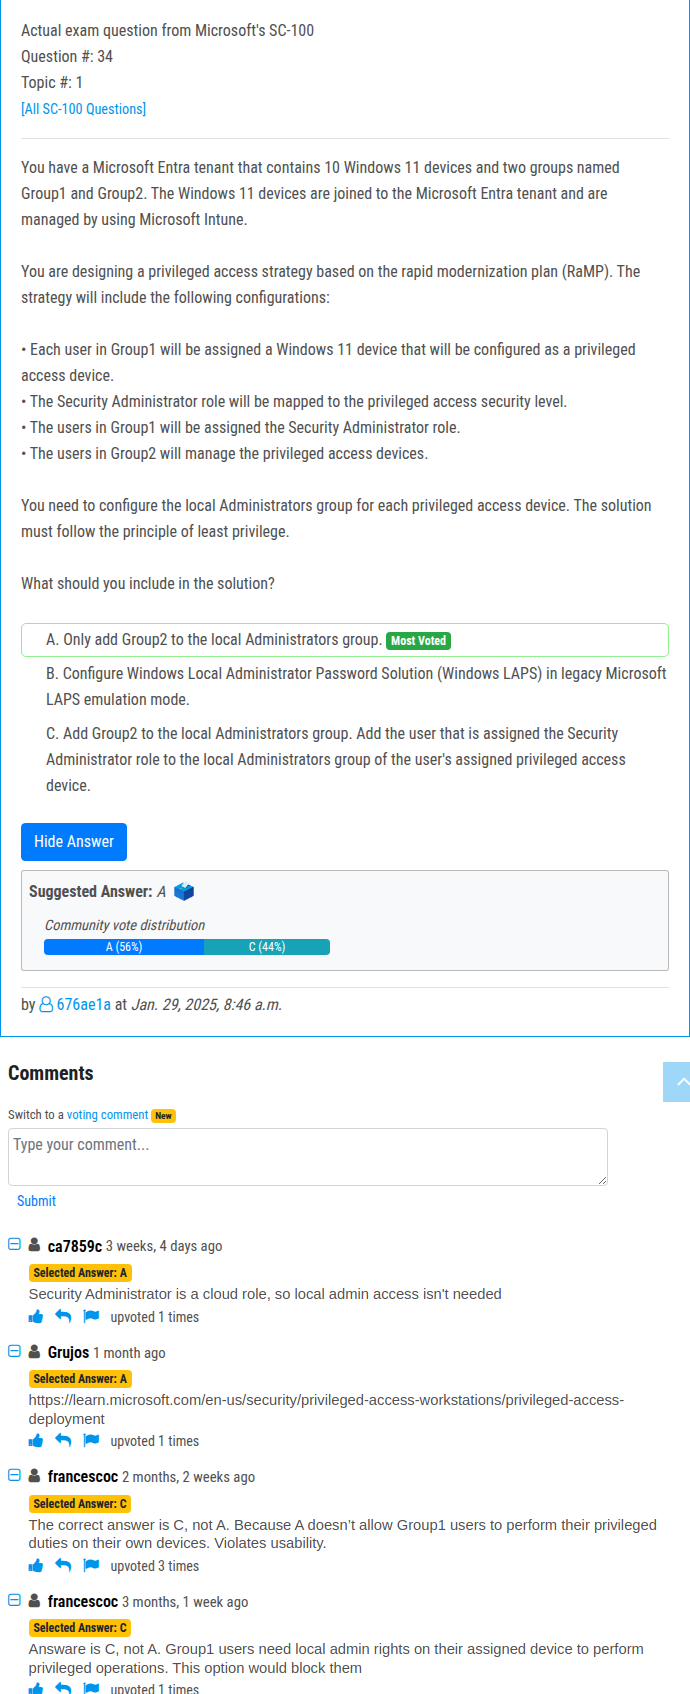 Actual exam question from Microsoft's SC-100
Question #: 34
Topic #: 1
[All SC-100 Questions]
You have a Microsoft Entra tenant that contains 10 Windows 11 devices and two groups named
Group1 and Group2. The Windows 11 devices are joined to the Microsoft Entra tenant and are
managed by using Microsoft Intune.
You are designing a privileged access strategy based on the rapid modernization plan (RaMP). The
strategy will include the following configurations:
• Each user in Group1 will be assigned a Windows 11 device that will be configured as a privileged
access device.
• The Security Administrator role will be mapped to the privileged access security level.
• The users in Group1 will be assigned the Security Administrator role.
• The users in Group2 will manage the privileged access devices.
You need to configure the local Administrators group for each privileged access device. The solution
must follow the principle of least privilege.
What should you include in the solution?
A. Only add Group2 to the local Administrators group. Most Voted
B. Configure Windows Local Administrator Password Solution (Windows LAPS) in legacy Microsoft
LAPS emulation mode.
C. Add Group2 to the local Administrators group. Add the user that is assigned the Security
Administrator role to the local Administrators group of the user's assigned privileged access
device.
Hide Answer
Suggested Answer: A
Community vote distribution
A (56%) C (44%)
by 676ae1a at Jan. 29, 2025, 8:46 a.m.
Comments
Switch to a voting comment New
Type your comment...
Submit
ca7859c 3 weeks, 4 days ago
Selected Answer: A
Security Administrator is a cloud role, so local admin access isn't needed
upvoted 1 times
Grujos 1 month ago
Selected Answer: A
https://learn.microsoft.com/en-us/security/privileged-access-workstations/privileged-access-
deployment
upvoted 1 times
francescoc 2 months, 2 weeks ago
Selected Answer: C
The correct answer is C, not A. Because A doesn't allow Group1 users to perform their privileged
duties on their own devices. Violates usability.
upvoted 3 times
francescoc 3 months, 1 week ago
Selected Answer: C
Answare is C, not A. Group1 users need local admin rights on their assigned device to perform
privileged operations. This option would block them
upvoted 1 times